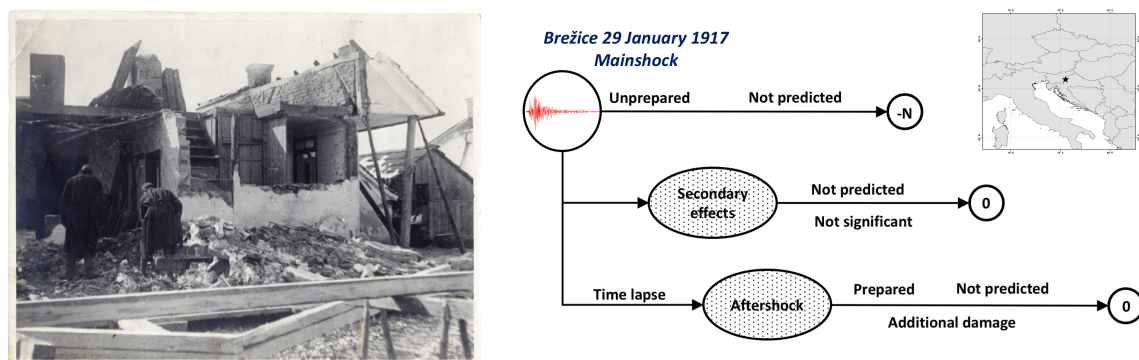 Brežice 29 January 1917
Mainshock
Unprepared Not predicted
-N
Secondary
effects
Not predicted
Not significant
0
Time lapse
Aftershock
Prepared Not predicted
Additional damage
0